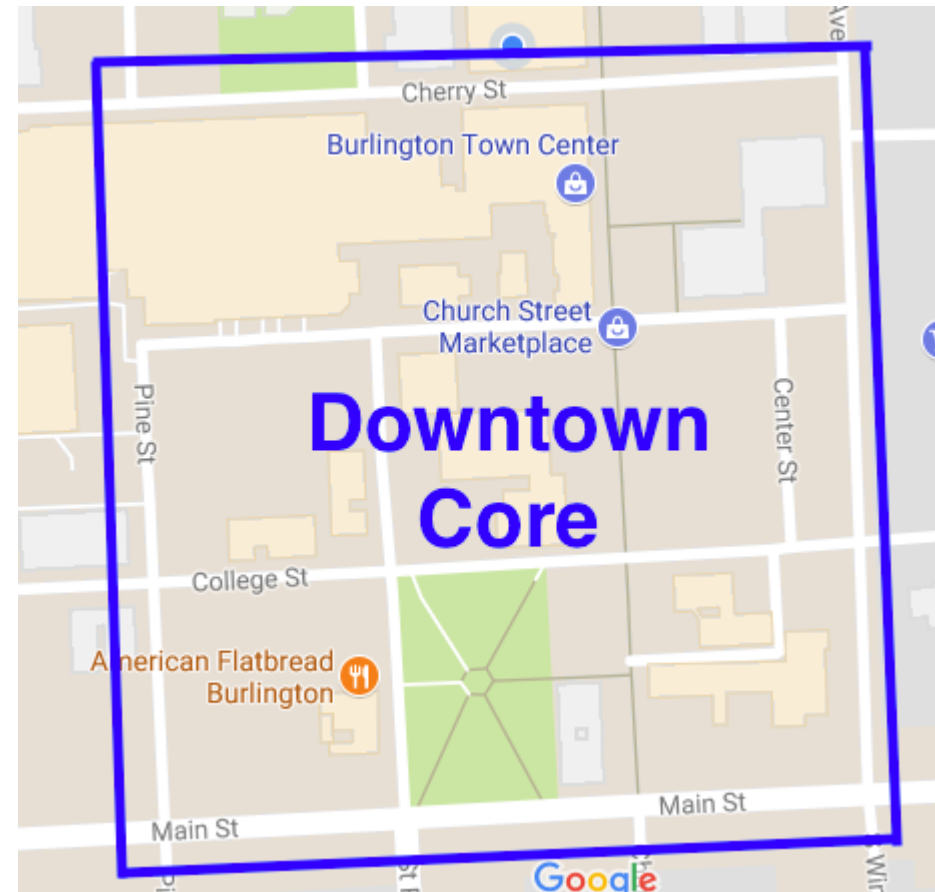 Ave
Cherry St
Burlington Town Center
Church Street
Marketplace
Pine St
Center St
Downtown
Core
College St
American Flatbread
Burlington
Main St
Main St
Google